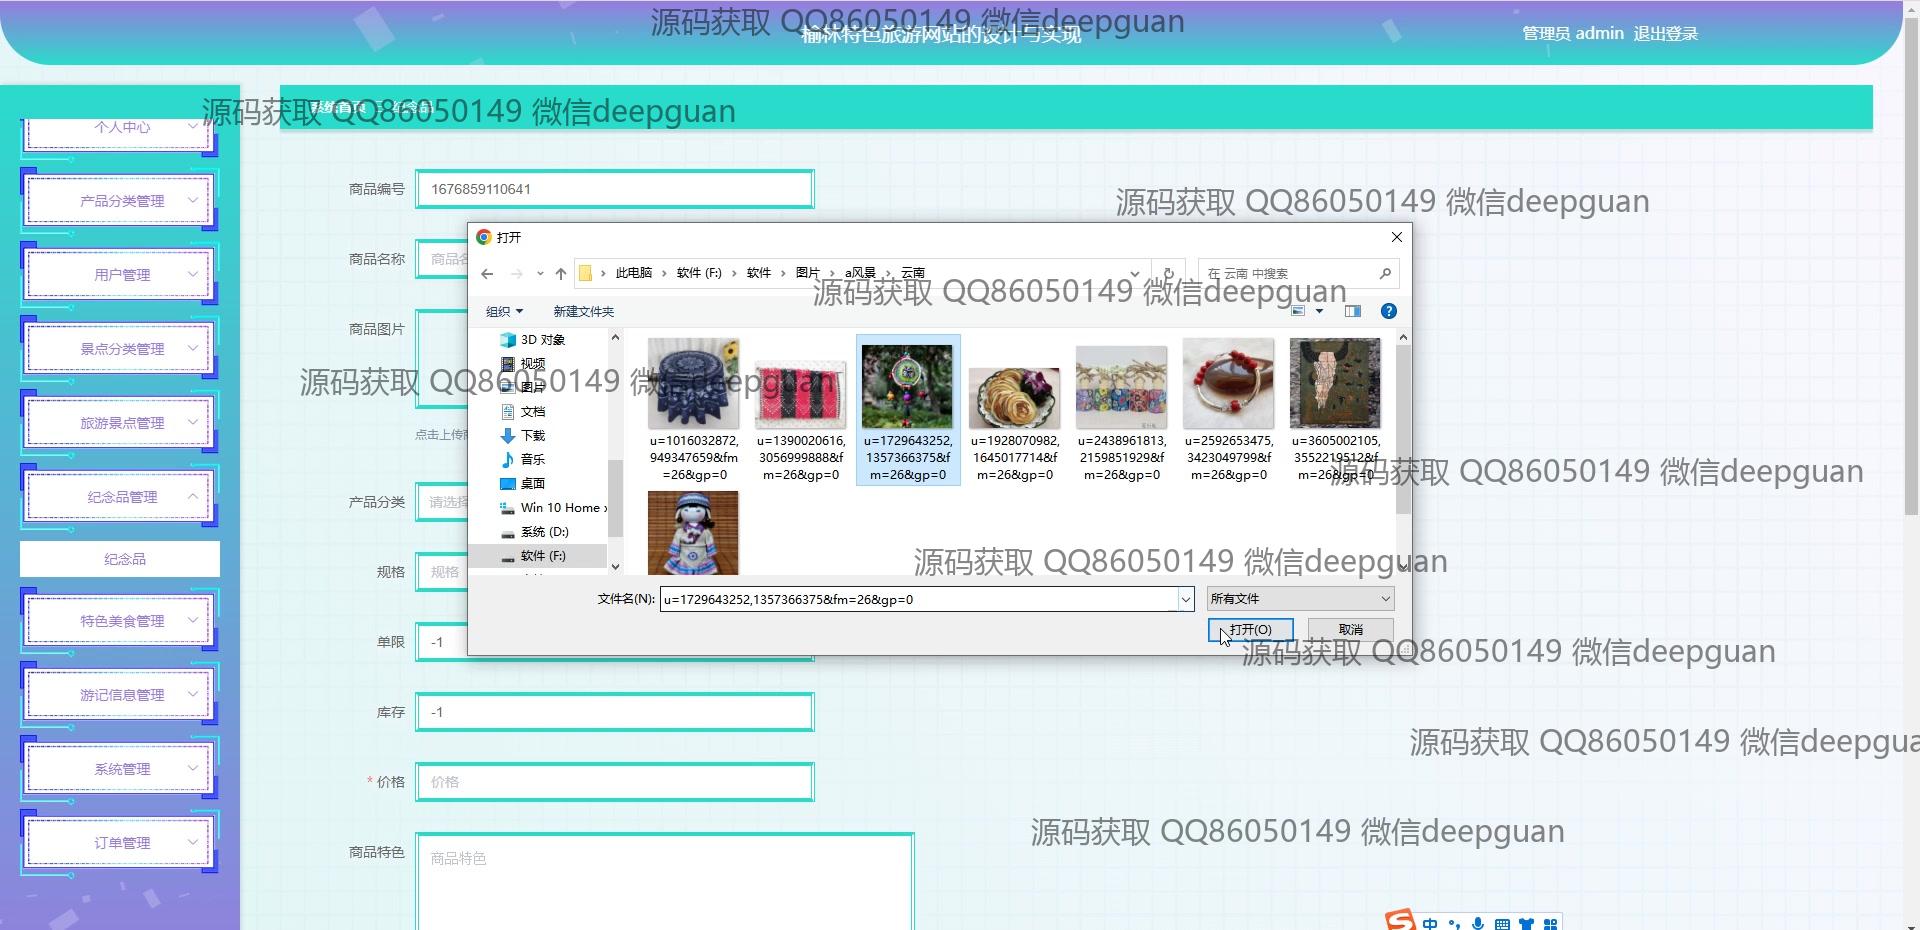 源码获取 QQ86050149 微信deepguan
榆林特色旅游网站的设计与实现
管理员 admin 退出登录
系统首页
纪念品
源码获取 QQ86050149 微信deepguan
个人中心
产品分类管理
用户管理
景点分类管理
旅游景点管理
纪念品管理
纪念品
特色美食管理
游记信息管理
系统管理
订单管理
商品编号
1676859110641
源码获取 QQ86050149 微信deepguan
商品名称
商品名
商品图片
点击上传商
产品分类
请选择
规格
规格
单限
-1
库存
-1
* 价格
价格
商品特色
商品特色
打开
此电脑 › 软件 (F:) › 软件 › 图片 › a风景 › 云南
在 云南 中搜索
源码获取 QQ86050149 微信deepguan
组织
新建文件夹
3D 对象
视频
图片
文档
下载
音乐
桌面
Win 10 Home
系统 (D:)
软件 (F:)
源码获取 QQ86050149 微信deepguan
u=1016032872,
949347659&fm
=26&gp=0
u=1390020616,
3056999888&f
m=26&gp=0
u=1729643252,
1357366375&f
m=26&gp=0
u=1928070982,
1645017714&f
m=26&gp=0
u=2438961813,
2159851929&f
m=26&gp=0
u=2592653475,
3423049799&f
m=26&gp=0
u=3605002105,
3552219512&f
m=26&gp=0
源码获取 QQ86050149 微信deepguan
源码获取 QQ86050149 微信deepguan
文件名(N):
u=1729643252,1357366375&fm=26&gp=0
所有文件
打开(O)
取消
源码获取 QQ86050149 微信deepguan
源码获取 QQ86050149 微信deepgua
源码获取 QQ86050149 微信deepguan
中